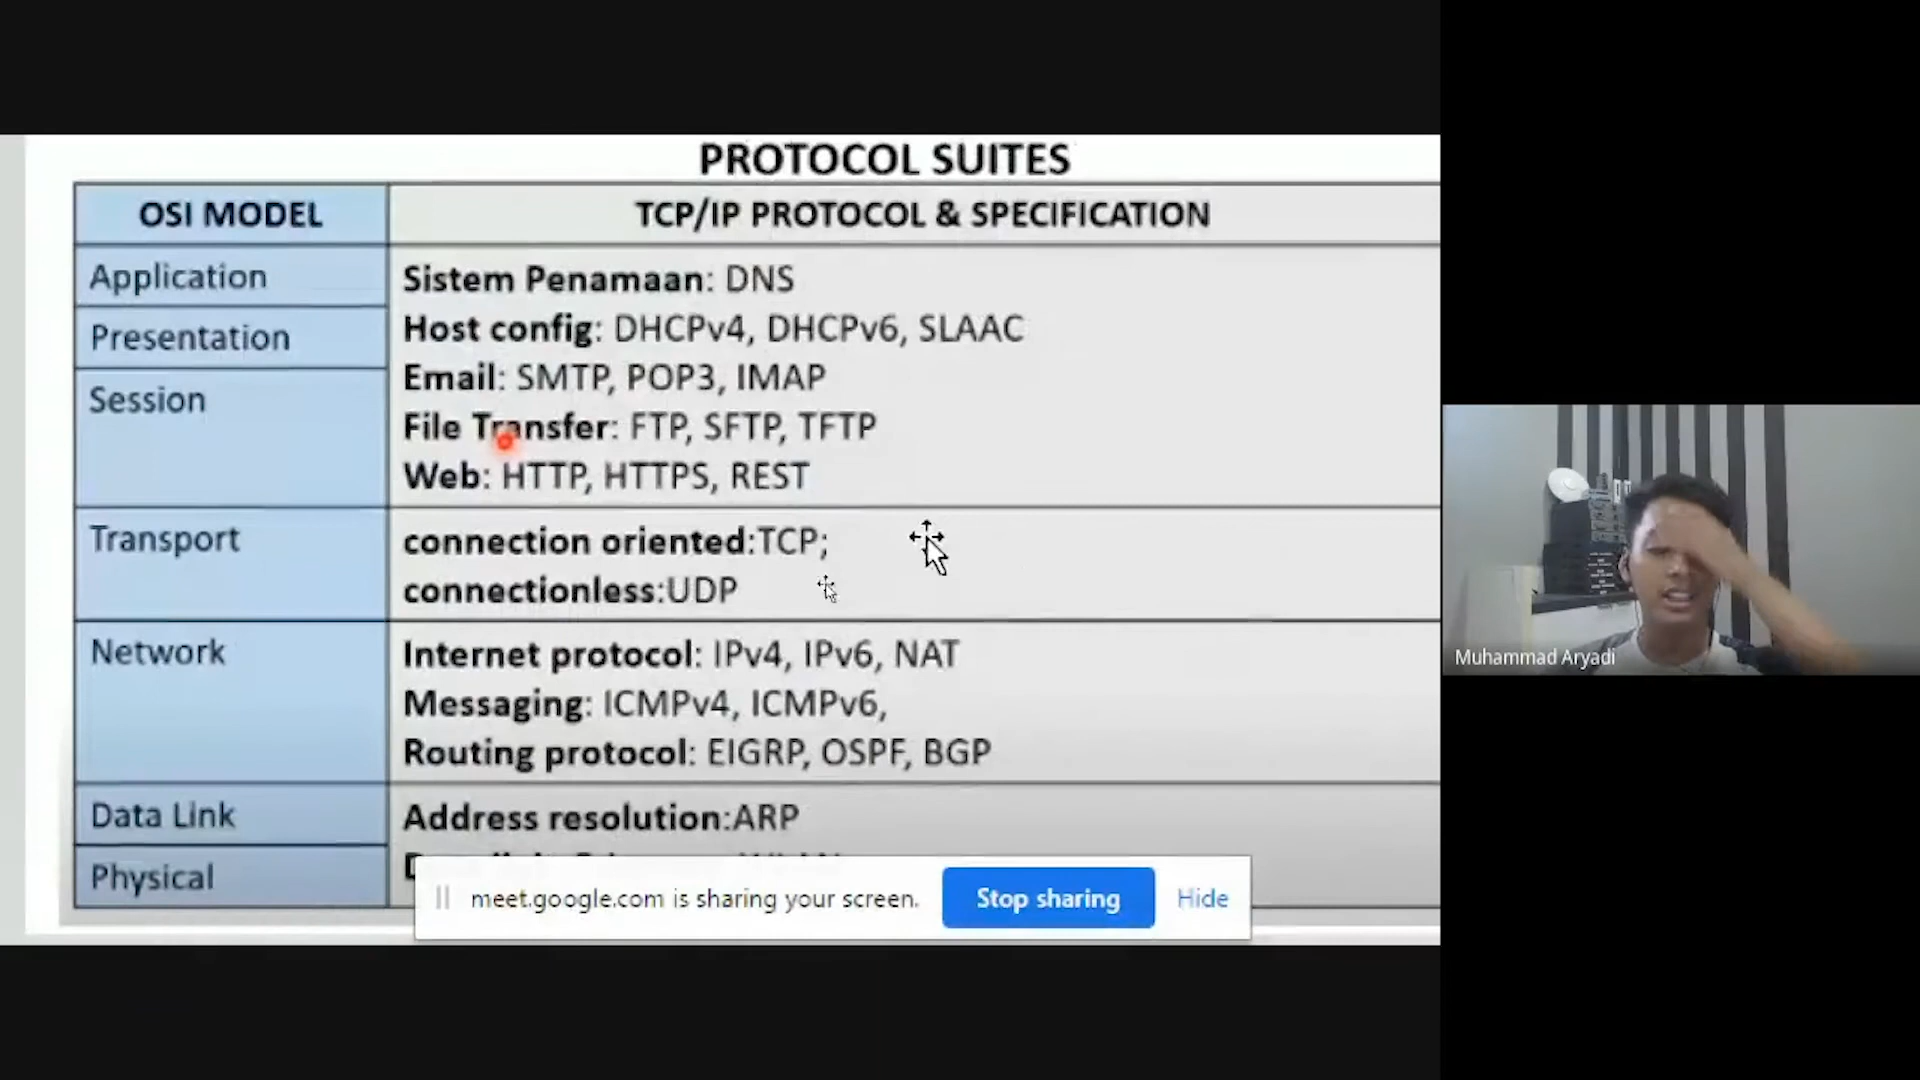 PROTOCOL SUITES
OSI MODEL
TCP/IP PROTOCOL & SPECIFICATION
Application
Presentation
Session
Sistem Penamaan: DNS
Host config: DHCPv4, DHCPv6, SLAAC
Email: SMTP, POP3, IMAP
File Transfer: FTP, SFTP, TFTP
Web: HTTP, HTTPS, REST
Transport
connection oriented:TCP;
connectionless:UDP
Network
Internet protocol: IPv4, IPv6, NAT
Messaging: ICMPv4, ICMPv6,
Routing protocol: EIGRP, OSPF, BGP
Data Link
Physical
Address resolution:ARP
meet.google.com is sharing your screen.
Stop sharing
Hide
Muhammad Aryadi